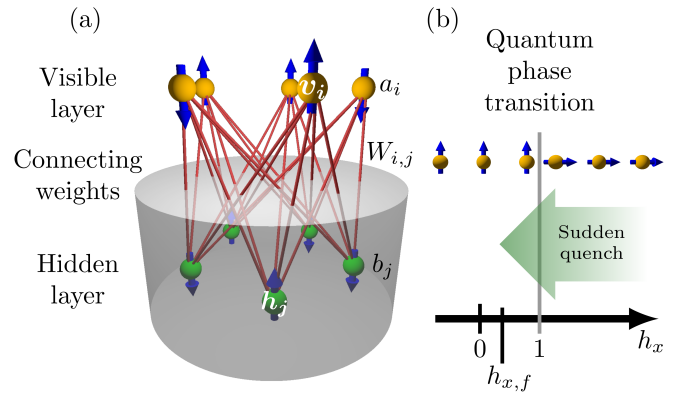 (a)
Visible
layer
v_i
a_i
Connecting
weights
W_{i,j}
Hidden
layer
b_j
h_j
(b)
Quantum
phase
transition
Sudden
quench
0
1
h_x
h_{x,f}